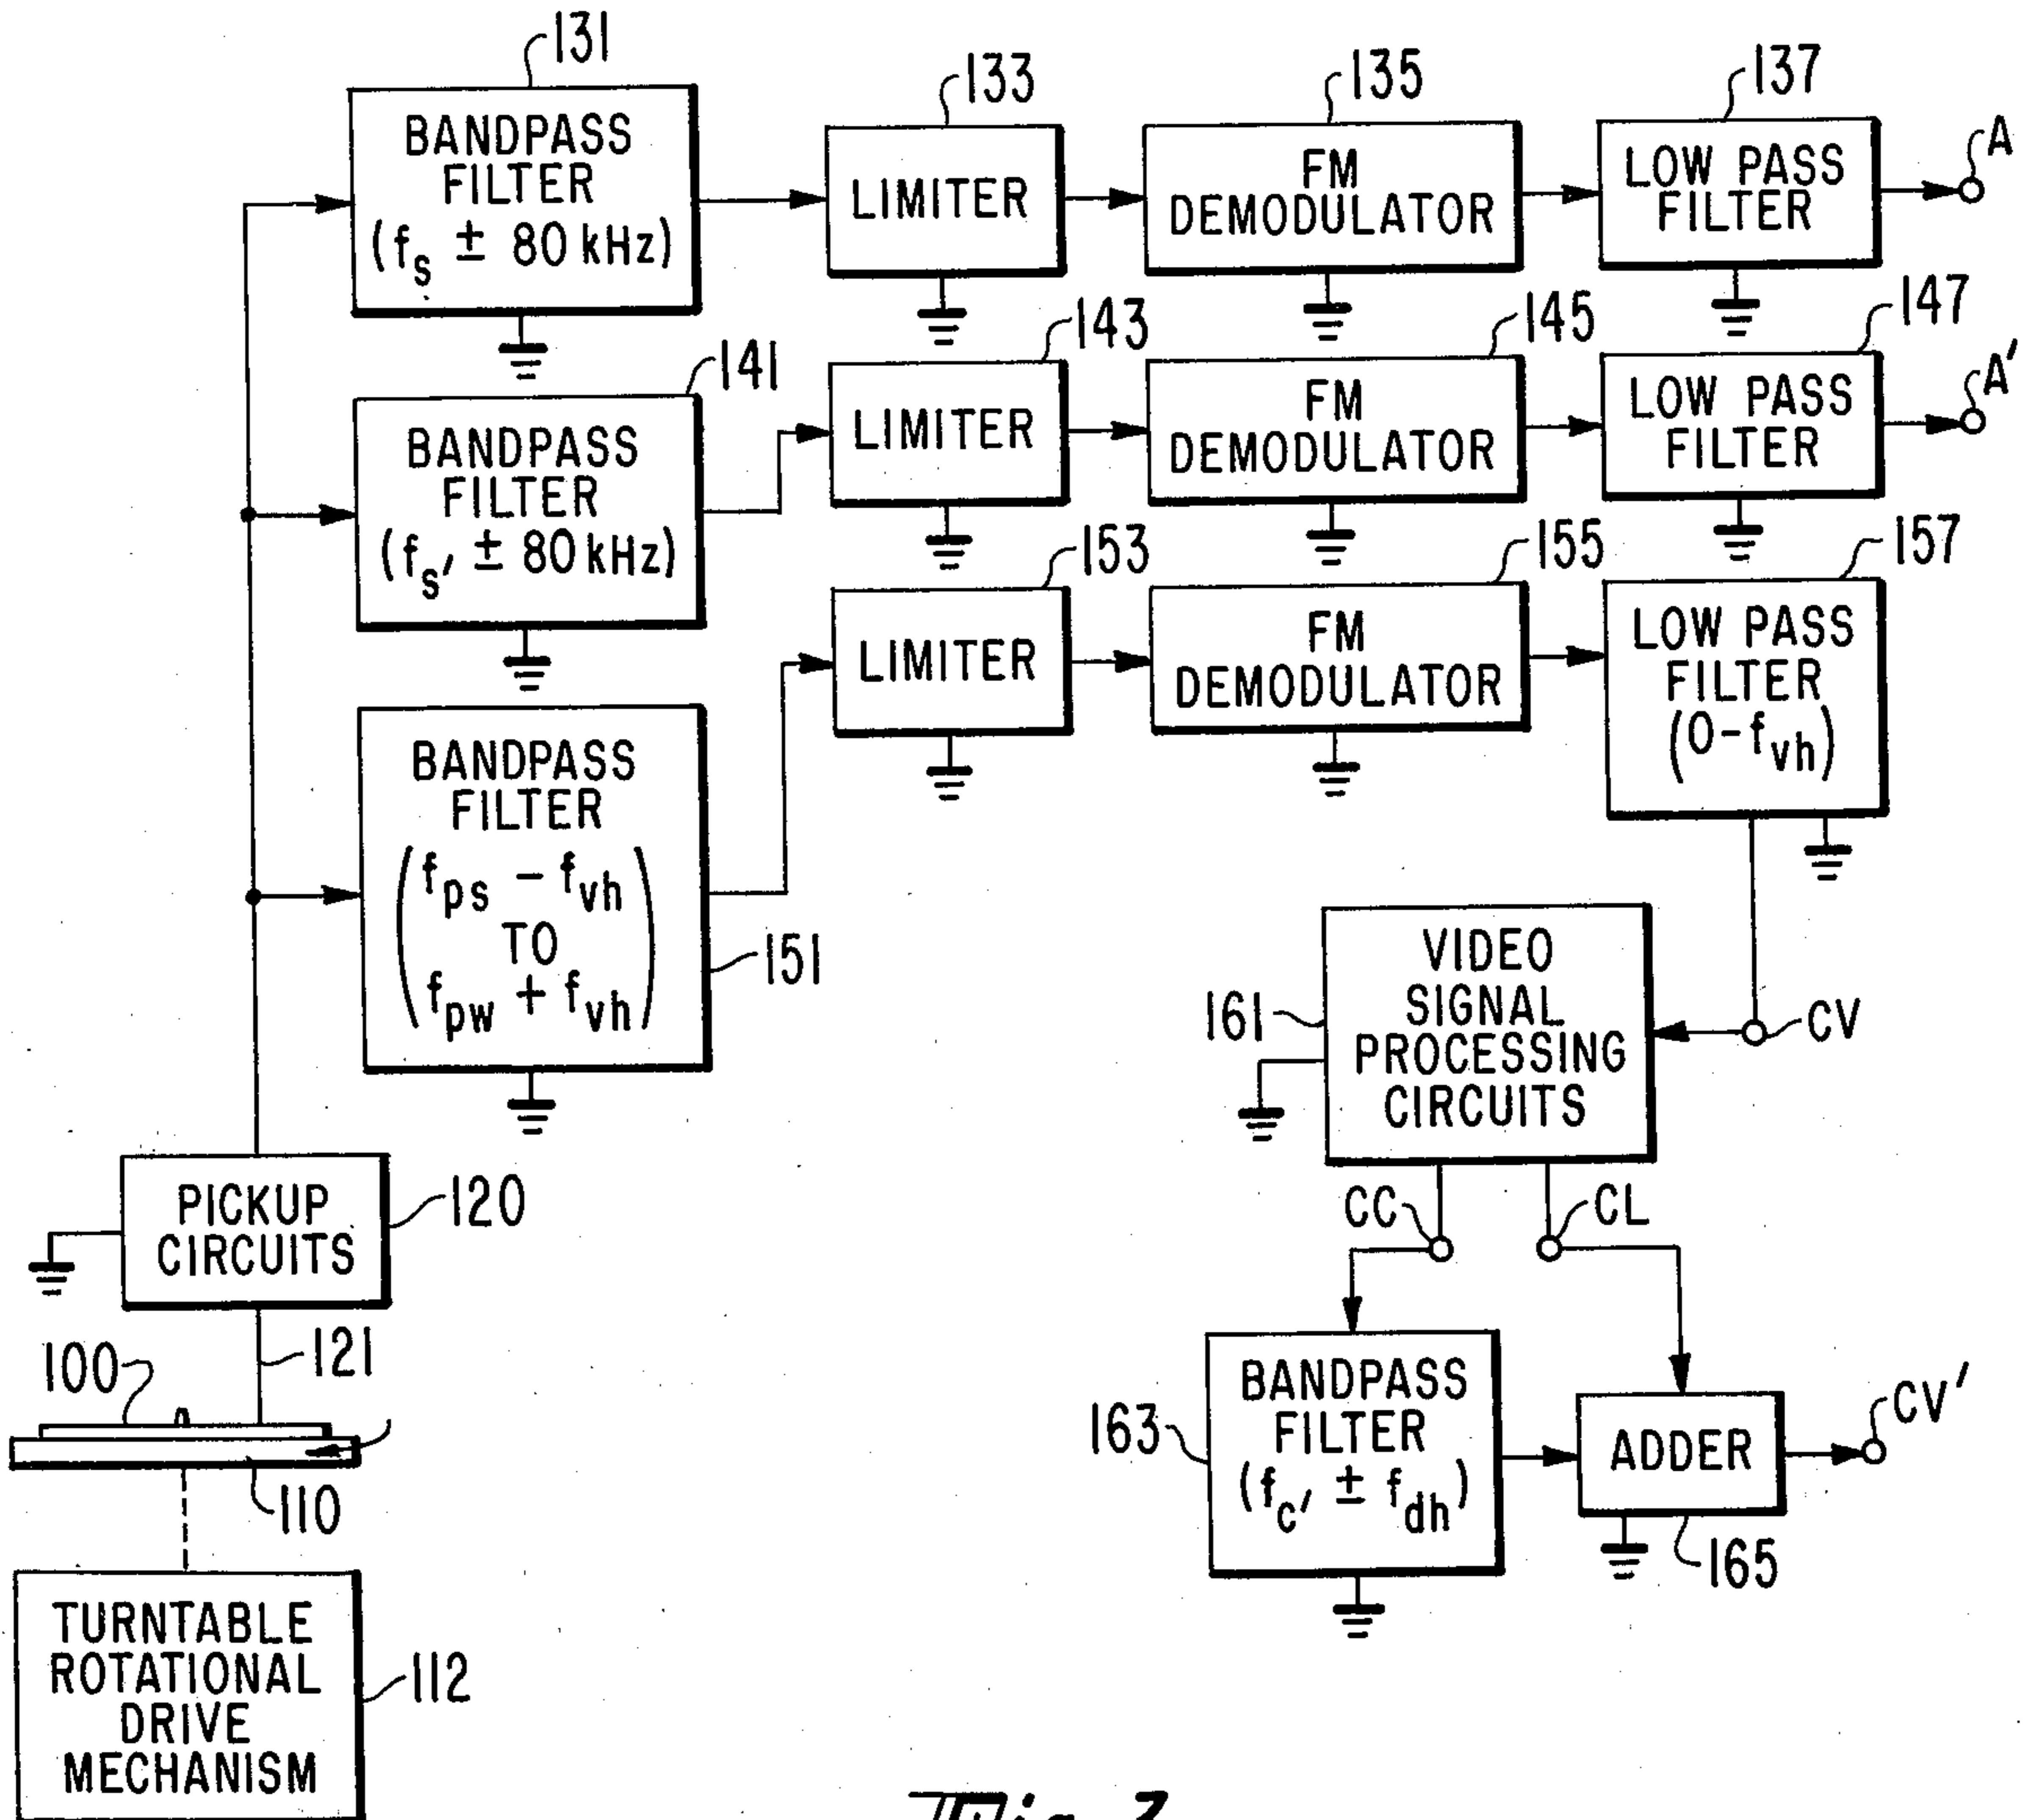 131
BANDPASS
FILTER
(fs ± 80 kHz)
133
LIMITER
135
FM
DEMODULATOR
137
LOW PASS
FILTER
A
141
BANDPASS
FILTER
(fs' ± 80 kHz)
143
LIMITER
145
FM
DEMODULATOR
147
LOW PASS
FILTER
A'
151
BANDPASS
FILTER
(fps - fvh
TO
fpw + fvh)
153
LIMITER
155
FM
DEMODULATOR
157
LOW PASS
FILTER
(0-fvh)
CV
161
VIDEO
SIGNAL
PROCESSING
CIRCUITS
CC
CL
163
BANDPASS
FILTER
(fc' ± fdh)
ADDER
165
CV'
PICKUP
CIRCUITS
120
121
100
110
TURNTABLE
ROTATIONAL
DRIVE
MECHANISM
112